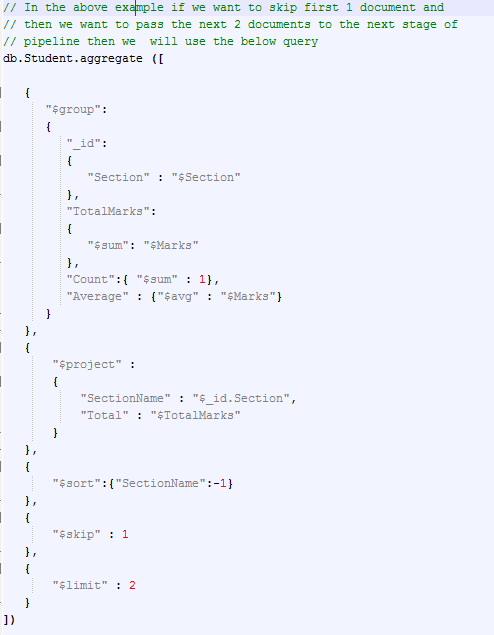 // In the above example if we want to skip first 1 document and
// then we want to pass the next 2 documents to the next stage of
// pipeline then we  will use the below query
db.Student.aggregate ([
{
"$group":
{
"_id":
{
"Section" : "$Section"
},
"TotalMarks":
{
"$sum": "$Marks"
},
"Count":{ "$sum" : 1},
"Average" : {"$avg" : "$Marks"}
}
},
{
"$project" :
{
"SectionName" : "$_id.Section",
"Total" : "$TotalMarks"
}
},
{
"$sort":{"SectionName":-1}
},
{
"$skip" : 1
},
{
"$limit" : 2
}
])